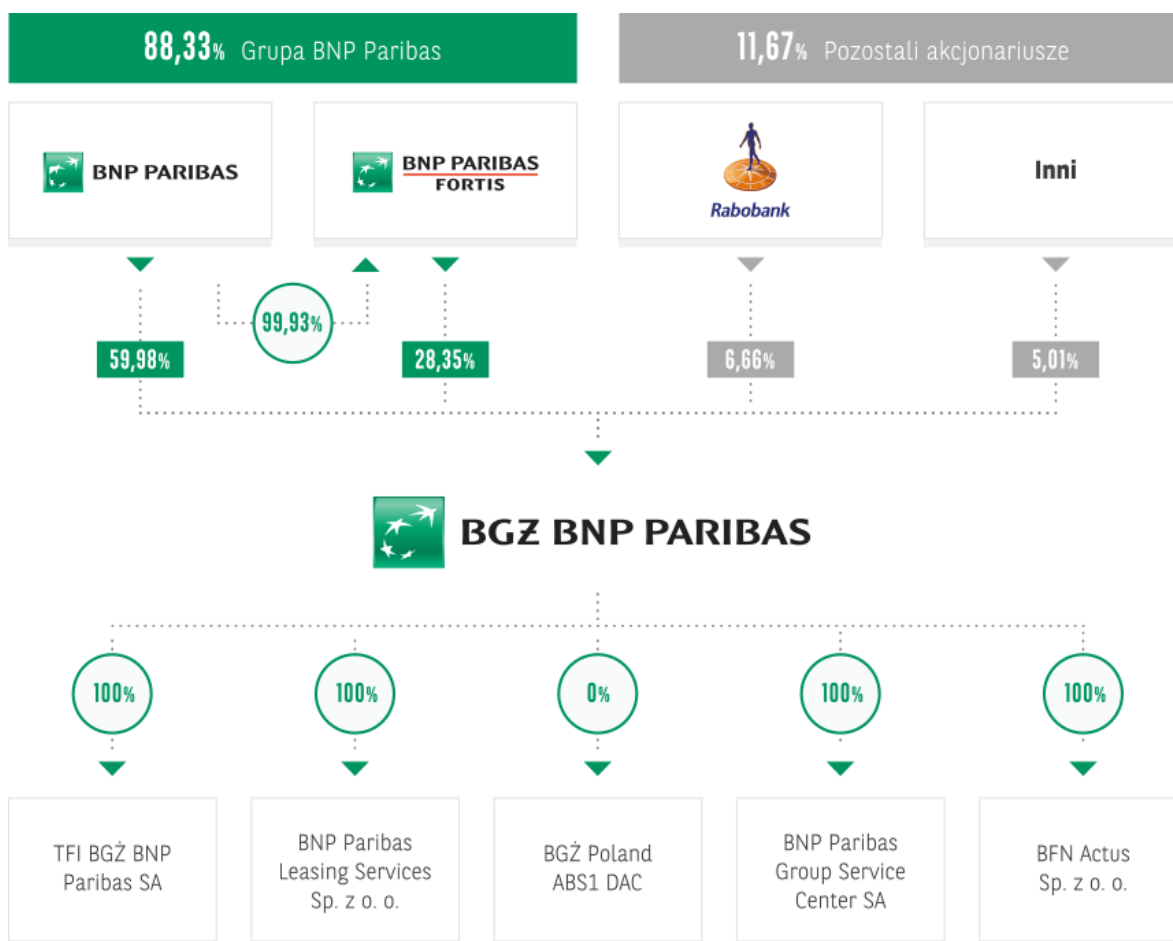 88,33% Grupa BNP Paribas
11,67% Pozostali akcjonariusze
BNP PARIBAS
BNP PARIBAS
FORTIS
Rabobank
Inni
99,93%
59,98%
28,35%
6,66%
5,01%
BGŻ BNP PARIBAS
100%
100%
0%
100%
100%
TFI BGŻ BNP
Paribas SA
BNP Paribas
Leasing Services
Sp. z o. o.
BGŻ Poland
ABS1 DAC
BNP Paribas
Group Service
Center SA
BFN Actus
Sp. z o. o.